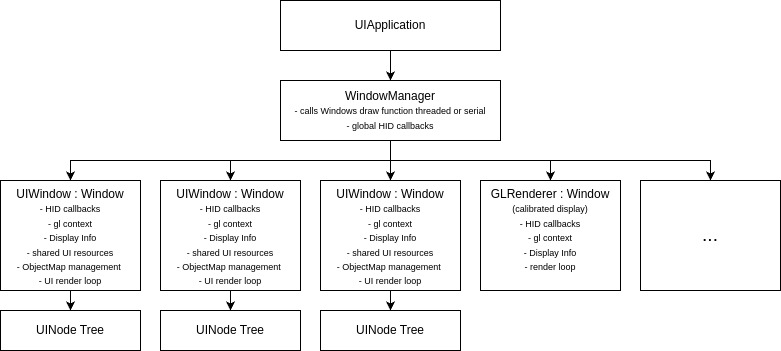 UIApplication
WindowManager
- calls Windows draw function threaded or serial
- global HID callbacks
UIWindow : Window
- HID callbacks
- gl context
- Display Info
- shared UI resources
- ObjectMap management
- UI render loop
UIWindow : Window
- HID callbacks
- gl context
- Display Info
- shared UI resources
- ObjectMap management
- UI render loop
UIWindow : Window
- HID callbacks
- gl context
- Display Info
- shared UI resources
- ObjectMap management
- UI render loop
GLRenderer : Window
(calibrated display)
- HID callbacks
- gl context
- Display Info
- render loop
...
UINode Tree
UINode Tree
UINode Tree